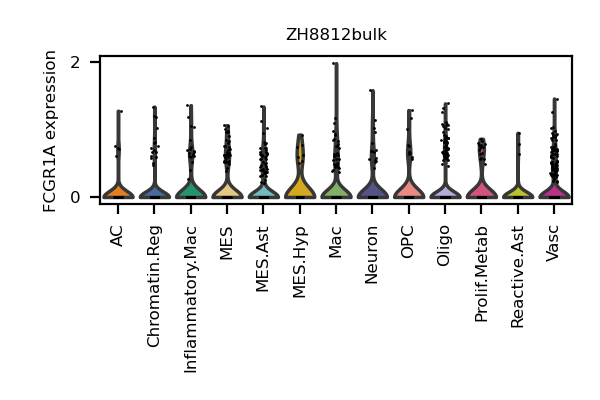 ZH8812bulk
FCGR1A expression
2
0
AC
Chromatin.Reg
Inflammatory.Mac
MES
MES.Ast
MES.Hyp
Mac
Neuron
OPC
Oligo
Prolif.Metab
Reactive.Ast
Vasc